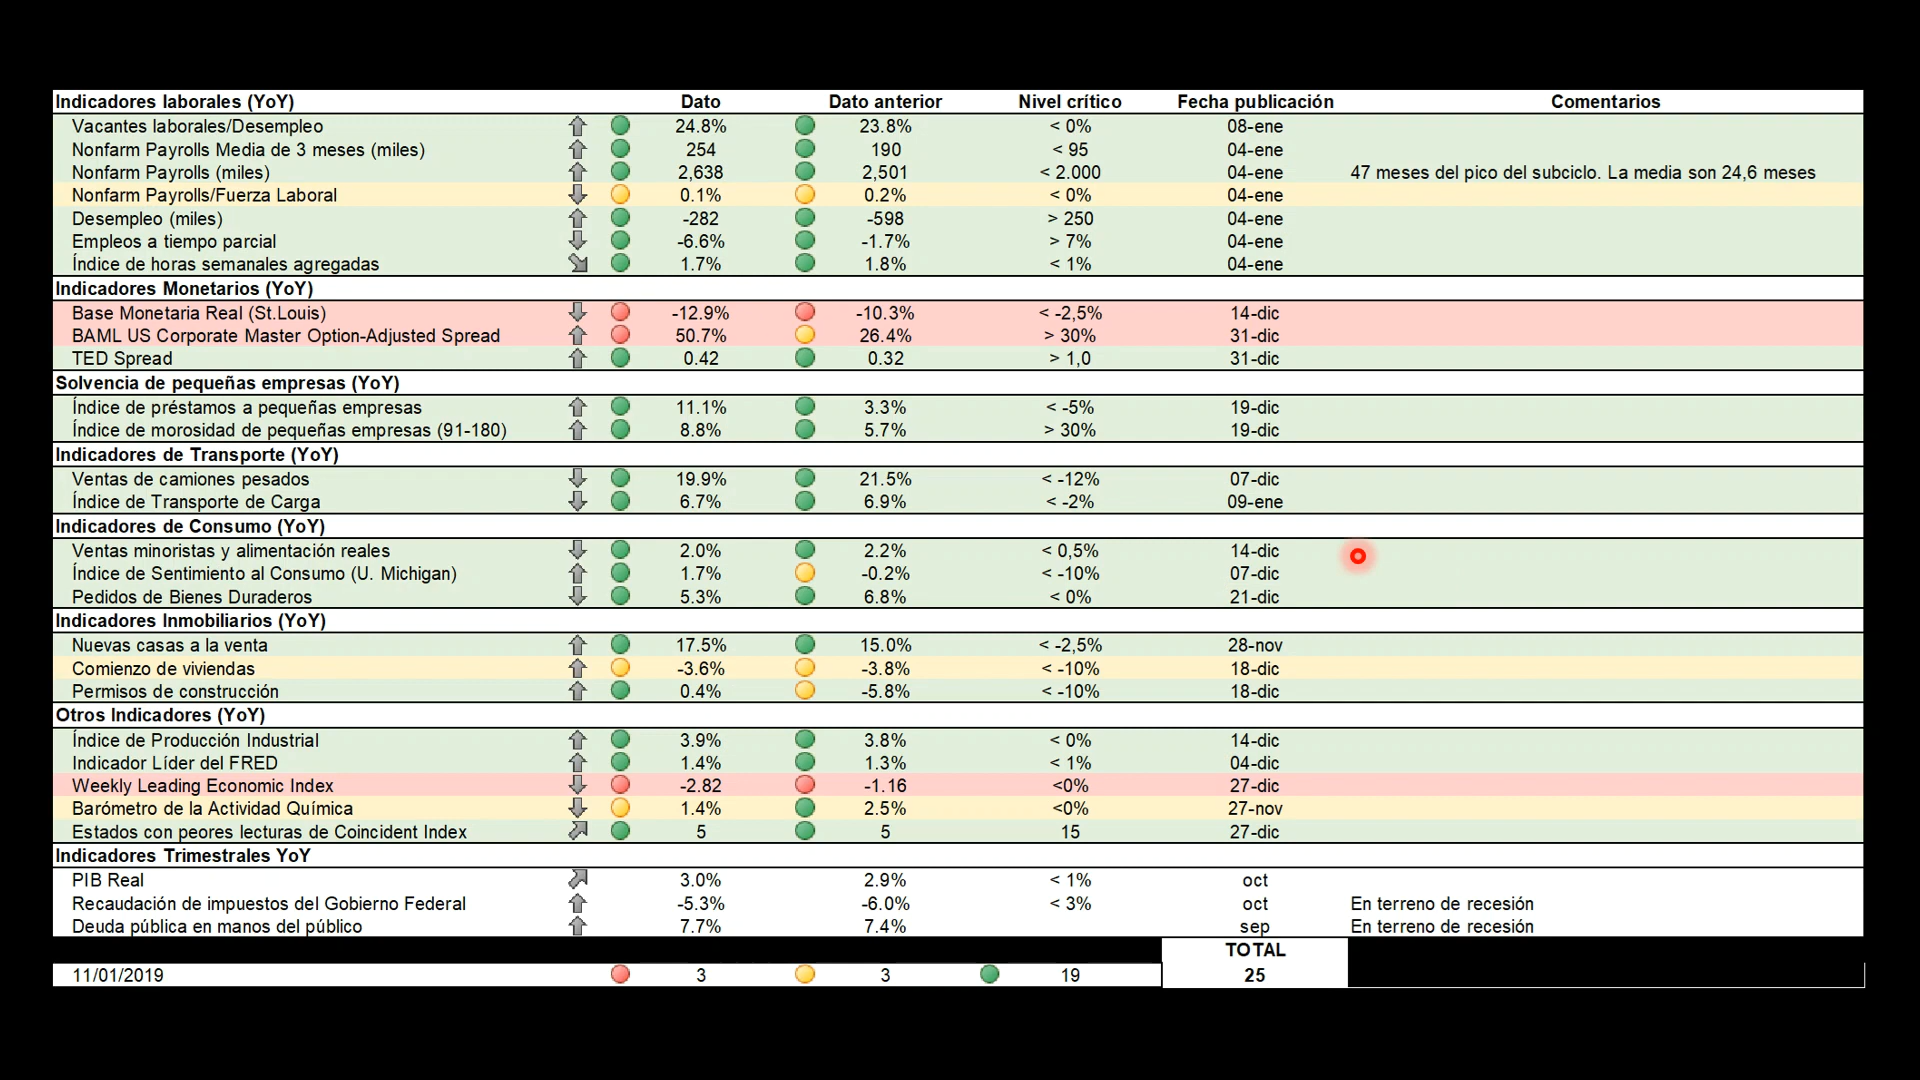 Indicadores laborales (YoY) Dato Dato anterior Nivel crítico Fecha publicación Comentarios
Vacantes laborales/Desempleo 24.8% 23.8% < 0% 08-ene
Nonfarm Payrolls Media de 3 meses (miles) 254 190 < 95 04-ene
Nonfarm Payrolls (miles) 2,638 2,501 < 2.000 04-ene 47 meses del pico del subciclo. La media son 24,6 meses
Nonfarm Payrolls/Fuerza Laboral 0.1% 0.2% < 0% 04-ene
Desempleo (miles) -282 -598 > 250 04-ene
Empleos a tiempo parcial -6.6% -1.7% > 7% 04-ene
Índice de horas semanales agregadas 1.7% 1.8% < 1% 04-ene
Indicadores Monetarios (YoY)
Base Monetaria Real (St.Louis) -12.9% -10.3% < -2,5% 14-dic
BAML US Corporate Master Option-Adjusted Spread 50.7% 26.4% > 30% 31-dic
TED Spread 0.42 0.32 > 1,0 31-dic
Solvencia de pequeñas empresas (YoY)
Índice de préstamos a pequeñas empresas 11.1% 3.3% < -5% 19-dic
Índice de morosidad de pequeñas empresas (91-180) 8.8% 5.7% > 30% 19-dic
Indicadores de Transporte (YoY)
Ventas de camiones pesados 19.9% 21.5% < -12% 07-dic
Índice de Transporte de Carga 6.7% 6.9% < -2% 09-ene
Indicadores de Consumo (YoY)
Ventas minoristas y alimentación reales 2.0% 2.2% < 0,5% 14-dic
Índice de Sentimiento al Consumo (U. Michigan) 1.7% -0.2% < -10% 07-dic
Pedidos de Bienes Duraderos 5.3% 6.8% < 0% 21-dic
Indicadores Inmobiliarios (YoY)
Nuevas casas a la venta 17.5% 15.0% < -2,5% 28-nov
Comienzo de viviendas -3.6% -3.8% < -10% 18-dic
Permisos de construcción 0.4% -5.8% < -10% 18-dic
Otros Indicadores (YoY)
Índice de Producción Industrial 3.9% 3.8% < 0% 14-dic
Indicador Líder del FRED 1.4% 1.3% < 1% 04-dic
Weekly Leading Economic Index -2.82 -1.16 <0% 27-dic
Barómetro de la Actividad Química 1.4% 2.5% <0% 27-nov
Estados con peores lecturas de Coincident Index 5 5 15 27-dic
Indicadores Trimestrales YoY
PIB Real 3.0% 2.9% < 1% oct
Recaudación de impuestos del Gobierno Federal -5.3% -6.0% < 3% oct En terreno de recesión
Deuda pública en manos del público 7.7% 7.4% sep En terreno de recesión
TOTAL
11/01/2019 3 3 19 25